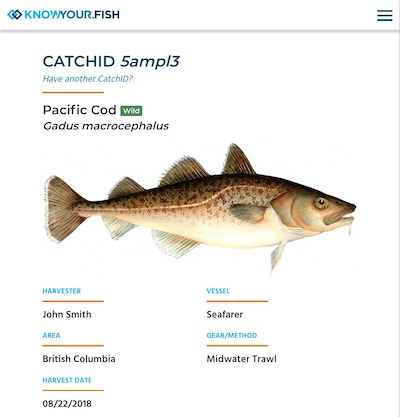 KNOWYOUR.FISH
CATCHID 5ampl3
Have another CatchID?
Pacific Cod Wild
Gadus macrocephalus
HARVESTER
VESSEL
John Smith
Seafarer
AREA
GEAR/METHOD
British Columbia
Midwater Trawl
HARVEST DATE
08/22/2018